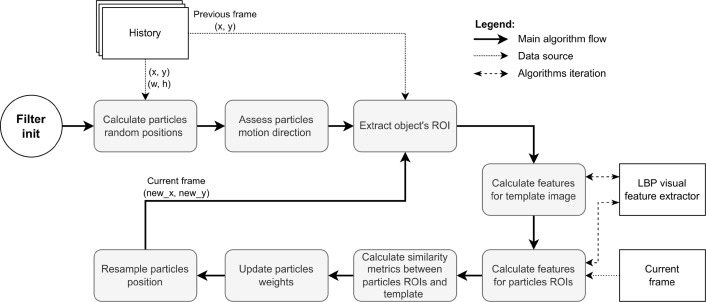 History
Previous frame
(x, y)
Legend:
Main algorithm flow
Data source
Algorithms iteration
(x, y)
(w, h)
Filter
init
Calculate particles
random positions
Assess particles
motion direction
Extract object's ROI
Current frame
(new_x, new_y)
Calculate features
for template image
LBP visual
feature extractor
Resample particles
position
Update particles
weights
Calculate similarity
metrics between
particles ROIs and
template
Calculate features
for particles ROIs
Current
frame